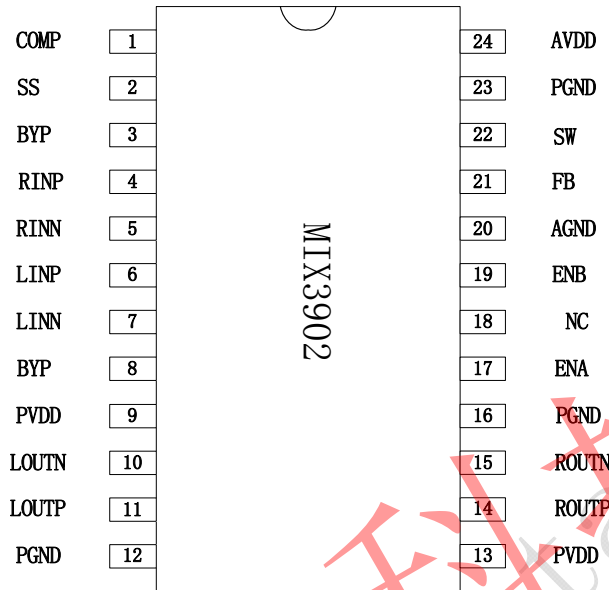 COMP 1 24 AVDD
SS 2 23 PGND
BYP 3 22 SW
RINP 4 21 FB
RINN 5 20 AGND
LINP 6 19 ENB
LINN 7 18 NC
BYP 8 17 ENA
PVDD 9 16 PGND
LOUTN 10 15 ROUTN
LOUTP 11 14 ROUTP
PGND 12 13 PVDD
MIX3902
科